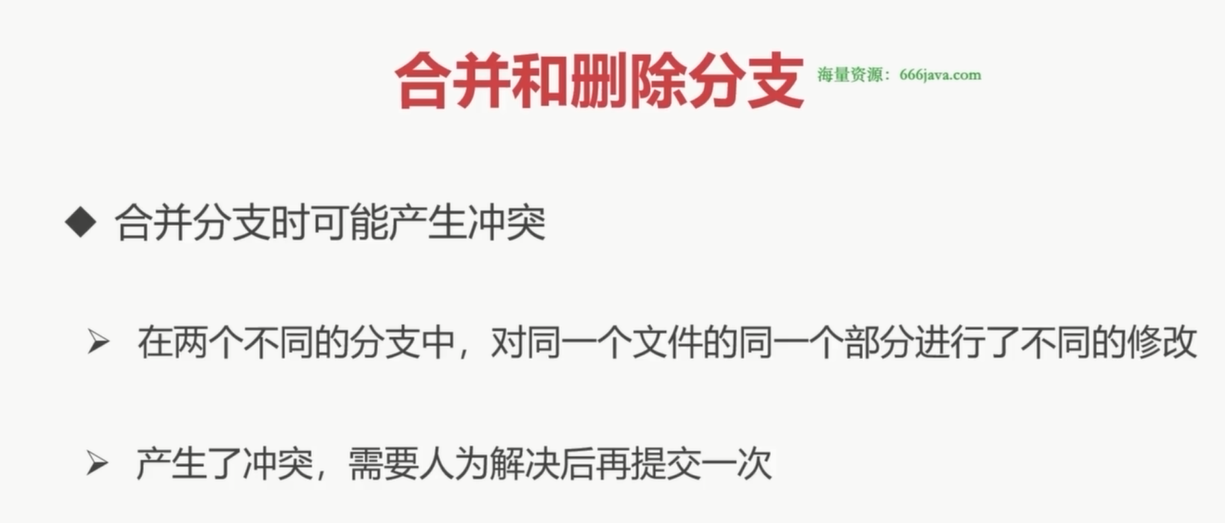 合并和删除分支 海量资源：666java.com
◆ 合并分支时可能产生冲突
➢ 在两个不同的分支中，对同一个文件的同一个部分进行了不同的修改
➢ 产生了冲突，需要人为解决后再提交一次